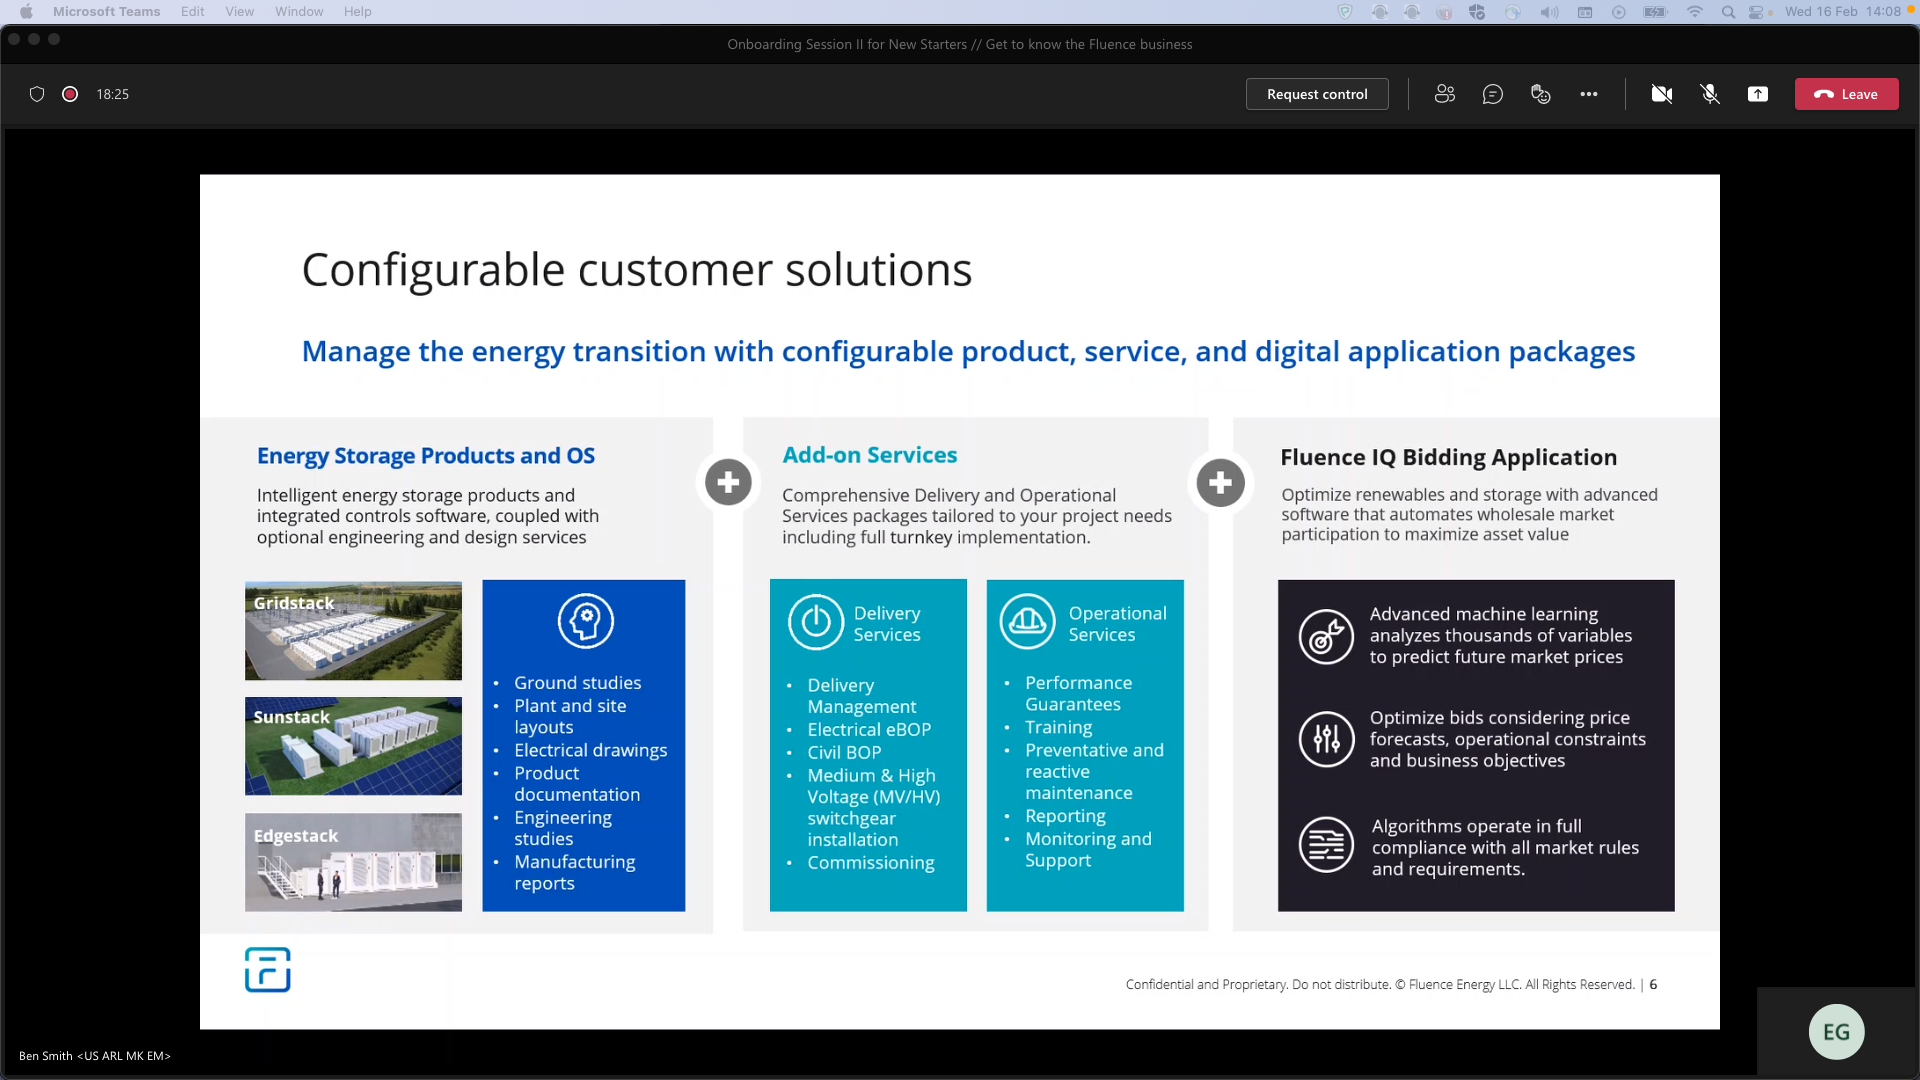 Microsoft Teams Edit View Window Help Wed 16 Feb 14:08
Onboarding Session II for New Starters // Get to know the Fluence business
18:25 Request control Leave
Configurable customer solutions
Manage the energy transition with configurable product, service, and digital application packages
Energy Storage Products and OS
Intelligent energy storage products and
integrated controls software, coupled with
optional engineering and design services
Gridstack
Sunstack
Edgestack
• Ground studies
• Plant and site
layouts
• Electrical drawings
• Product
documentation
• Engineering
studies
• Manufacturing
reports
Add-on Services
Comprehensive Delivery and Operational
Services packages tailored to your project needs
including full turnkey implementation.
Delivery
Services
• Delivery
Management
• Electrical eBOP
• Civil BOP
• Medium & High
Voltage (MV/HV)
switchgear
installation
• Commissioning
Operational
Services
• Performance
Guarantees
• Training
• Preventative and
reactive
maintenance
• Reporting
• Monitoring and
Support
Fluence IQ Bidding Application
Optimize renewables and storage with advanced
software that automates wholesale market
participation to maximize asset value
Advanced machine learning
analyzes thousands of variables
to predict future market prices
Optimize bids considering price
forecasts, operational constraints
and business objectives
Algorithms operate in full
compliance with all market rules
and requirements.
Confidential and Proprietary. Do not distribute. © Fluence Energy LLC. All Rights Reserved. | 6
EG
Ben Smith <US ARL MK EM>